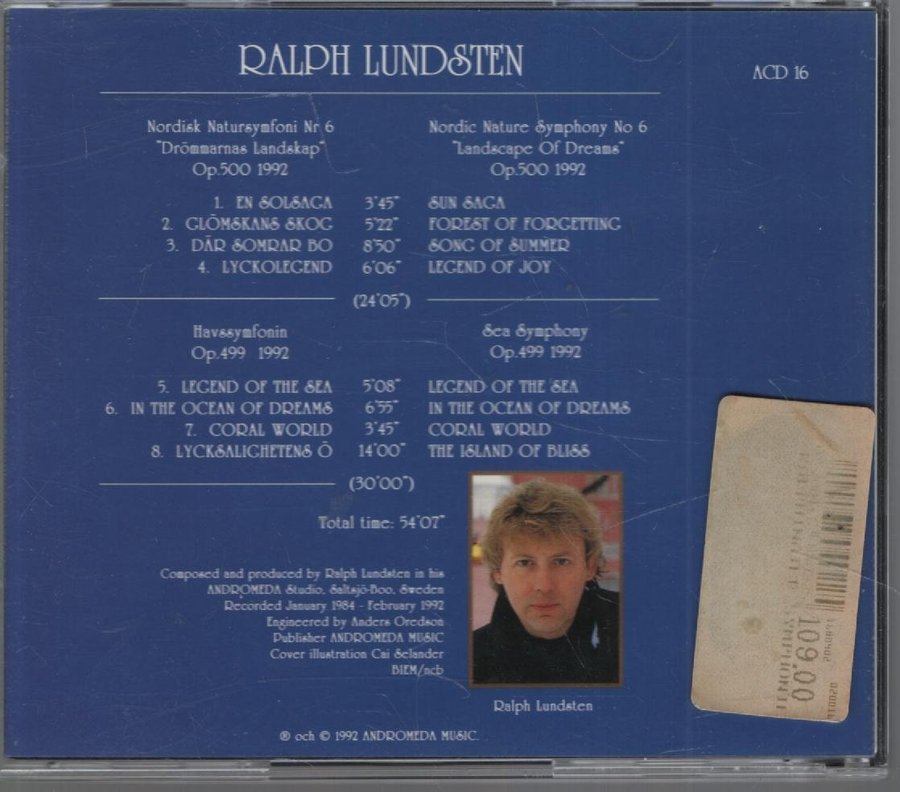 RALPH LUNDSTEN
ACD 16
Nordisk Natursymfoni Nr 6
"Drömmarnas Landskap"
Op.500 1992
Nordic Nature Symphony No 6
"Landscape Of Dreams"
Op.500 1992
1. EN SOLSAGA 3'45" SUN SAGA
2. GLÖMSKANS SKOG 5'22" FOREST OF FORGETTING
3. DÄR SOMRAR BO 8'50" SONG OF SUMMER
4. LYCKOLEGEND 6'06" LEGEND OF JOY
(24'05")
Havssymfonin
Op.499 1992
Sea Symphony
Op.499 1992
5. LEGEND OF THE SEA 5'08" LEGEND OF THE SEA
6. IN THE OCEAN OF DREAMS 6'55" IN THE OCEAN OF DREAMS
7. CORAL WORLD 3'45" CORAL WORLD
8. LYCKSALIGHETENS Ö 14'00" THE ISLAND OF BLISS
(30'00")
Total time: 54'07"
Composed and produced by Ralph Lundsten in his
ANDROMEDA Studio, Saltsjö-Boo, Sweden
Recorded January 1984 - February 1992
Engineered by Anders Oredson
Publisher ANDROMEDA MUSIC
Cover illustration Cai Selander
BIEM/ncb
Ralph Lundsten
℗ och © 1992 ANDROMEDA MUSIC.
109.00